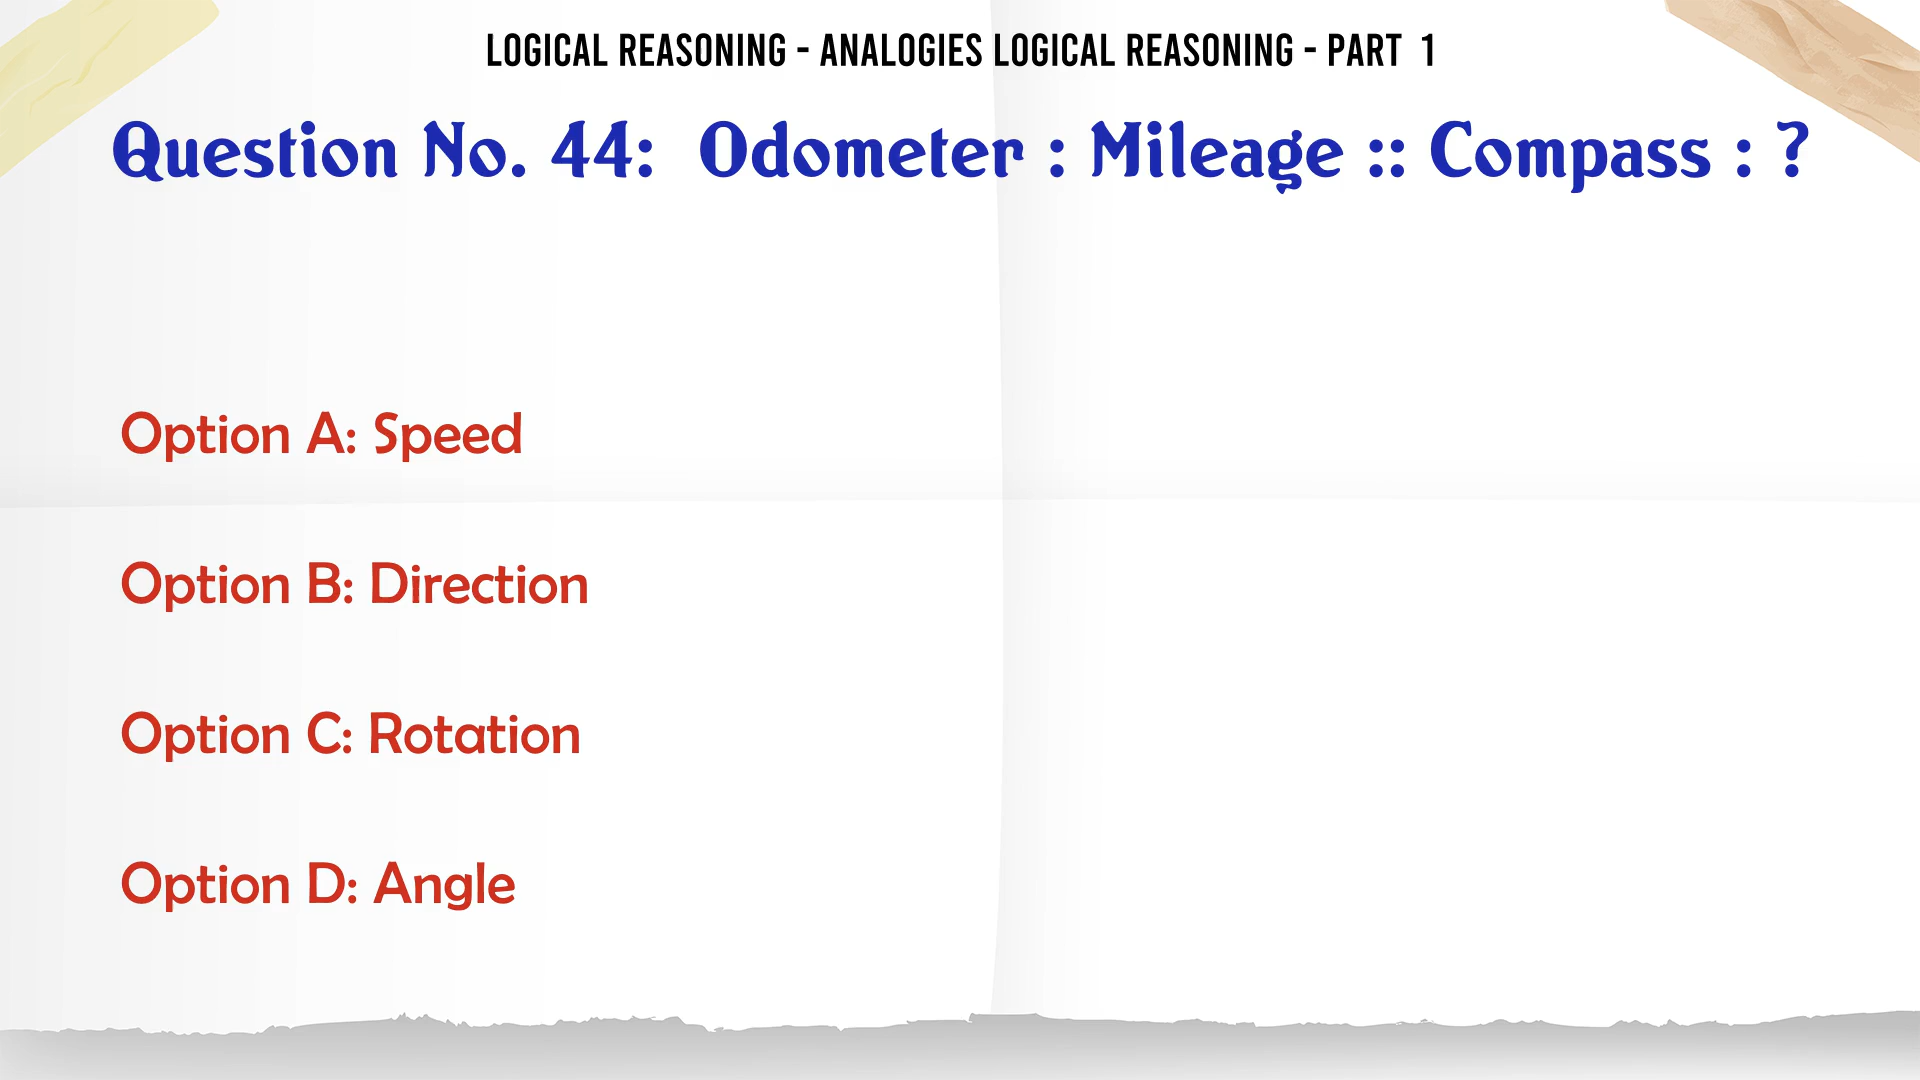 LOGICAL REASONING - ANALOGIES LOGICAL REASONING - PART 1
Question No. 44: Odometer : Mileage :: Compass : ?
Option A: Speed
Option B: Direction
Option C: Rotation
Option D: Angle